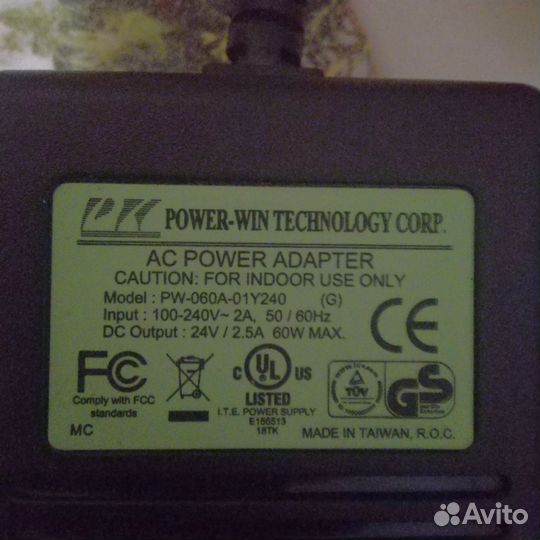 POWER-WIN TECHNOLOGY CORP.
AC POWER ADAPTER
CAUTION: FOR INDOOR USE ONLY
Model : PW-060A-01Y240 (G)
Input : 100-240V~ 2A, 50 / 60Hz
DC Output : 24V / 2.5A 60W MAX.
CE
FC
Comply with FCC
standards
C UL US
LISTED
I.T.E. POWER SUPPLY
E166513
18TK
TÜV
GS
MC
MADE IN TAIWAN, R.O.C.
Avito